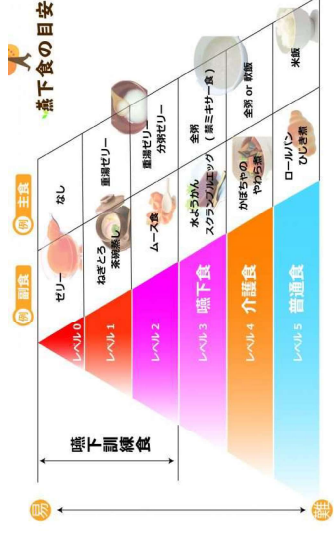 嚥下食の目安
例 副食
例 主食
易
嚥下訓練食
レベル 0
ゼリー
なし
レベル 1
ねぎとろ
茶碗蒸し
重湯ゼリー
レベル 2
ムース食
重湯ゼリー
分粥ゼリー
レベル 3
嚥下食
水ようかん
スクランブルエッグ
全粥
(禁ミキサー食)
レベル 4
介護食
かぼちゃの
やわら煮
全粥 or 軟飯
レベル 5
普通食
ロールパン
ひじき煮
米飯
難